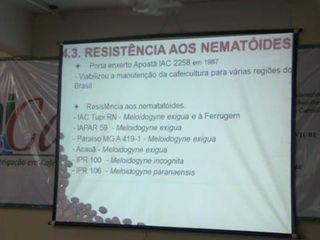 4.3. RESISTÊNCIA AOS NEMATÓIDES
Porta enxerto Apoatã IAC 2258 em 1987
- Viabilizou a manutenção da cafeicultura para várias regiões do
Brasil
Resistência aos nematatóides.
- IAC Tupi RN - Meloidogyne exigua e à Ferrugem
- IAPAR 59 - Meloidogyne exigua
- Paraíso MG A 419-1 - Meloidogyne exigua
- Acauã - Meloidogyne exigua
- IPR 100 - Meloidogyne incognita
- IPR 106 - Meloidogyne paranaensis